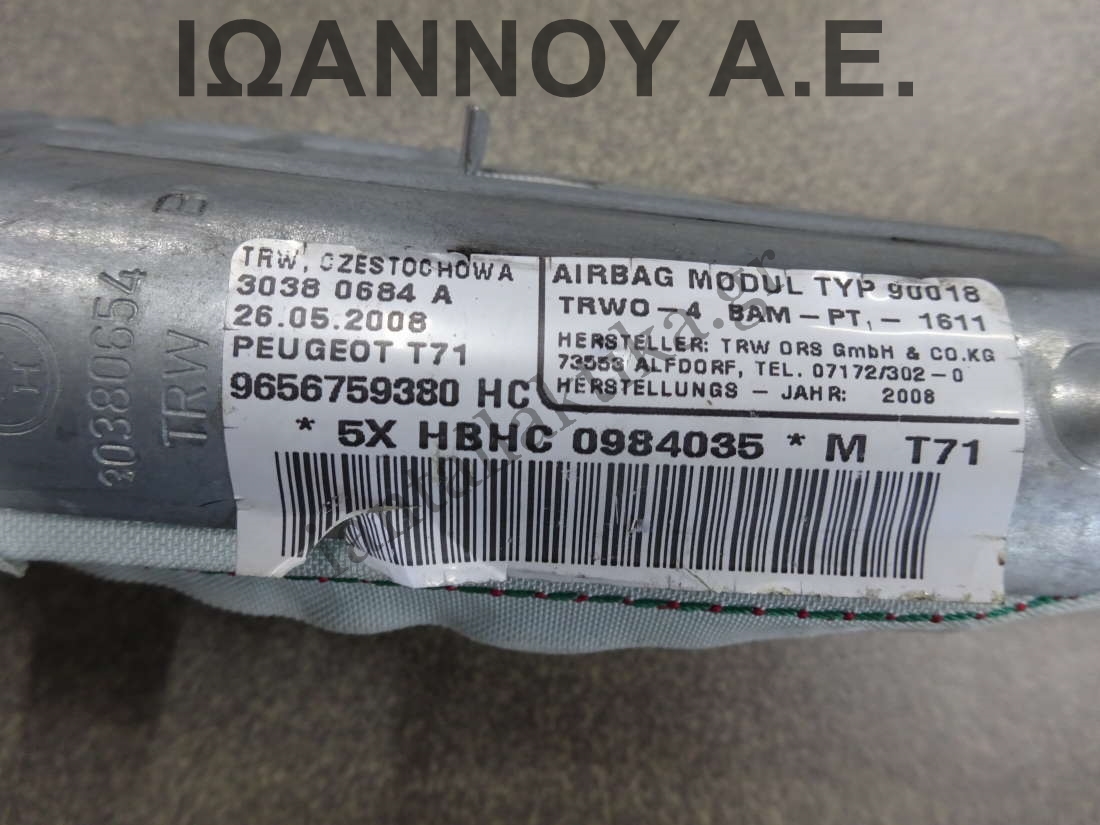 ΙΩΑΝΝΟΥ Α.Ε.
TRW, CZESTOCHOWA
3038 0684 A
26.05.2008
PEUGEOT T71
9656759380 HC
AIRBAG MODUL TYP 90018
TRWO-4 BAM-PT,-1611
HERSTELLER: TRW ORS GmbH & CO.KG
73553 ALFDORF, TEL. 07172/302-0
HERSTELLUNGS-JAHR: 2008
* 5X HBHC 0984035 * M T71
30380654 B
TRW
H